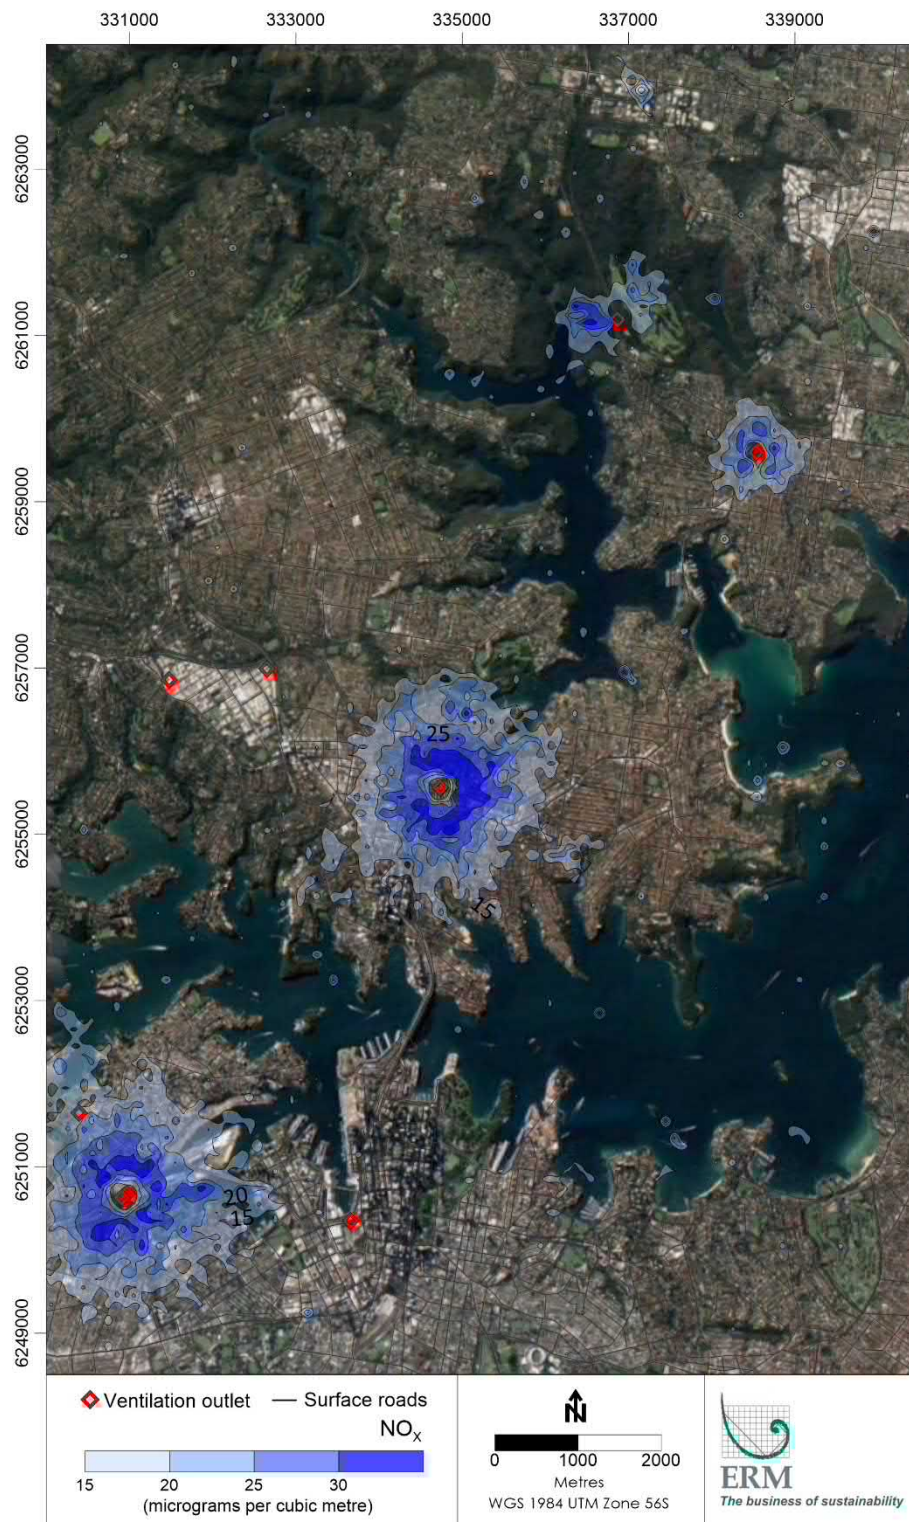 331000 333000 335000 337000 339000
6263000
6261000
6259000
6257000
6255000
6253000
6251000
6249000
25
15
20
15
Ventilation outlet
Surface roads
NOx
15 20 25 30
(micrograms per cubic metre)
N
0 1000 2000
Metres
WGS 1984 UTM Zone 56S
ERM
The business of sustainability